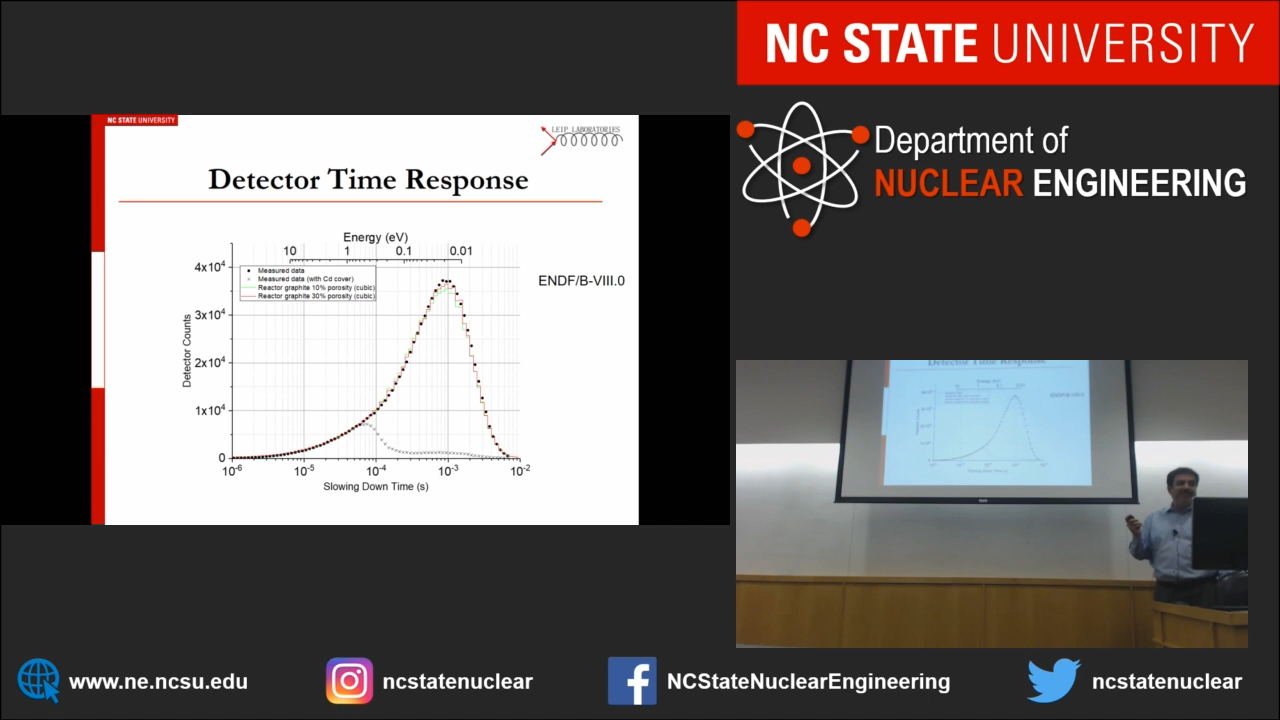 NC STATE UNIVERSITY
Department of
NUCLEAR ENGINEERING
NC STATE UNIVERSITY
LEIP LABORATORIES
Detector Time Response
Energy (eV)
10 1 0.1 0.01
4x10⁴
3x10⁴
2x10⁴
1x10⁴
0
Detector Counts
Measured data
Measured data (with Cd cover)
Reactor graphite 10% porosity (cubic)
Reactor graphite 30% porosity (cubic)
ENDF/B-VIII.0
10⁻⁶ 10⁻⁵ 10⁻⁴ 10⁻³ 10⁻²
Slowing Down Time (s)
Detector Time Response
www.ne.ncsu.edu
ncstatenuclear
NCStateNuclearEngineering
ncstatenuclear